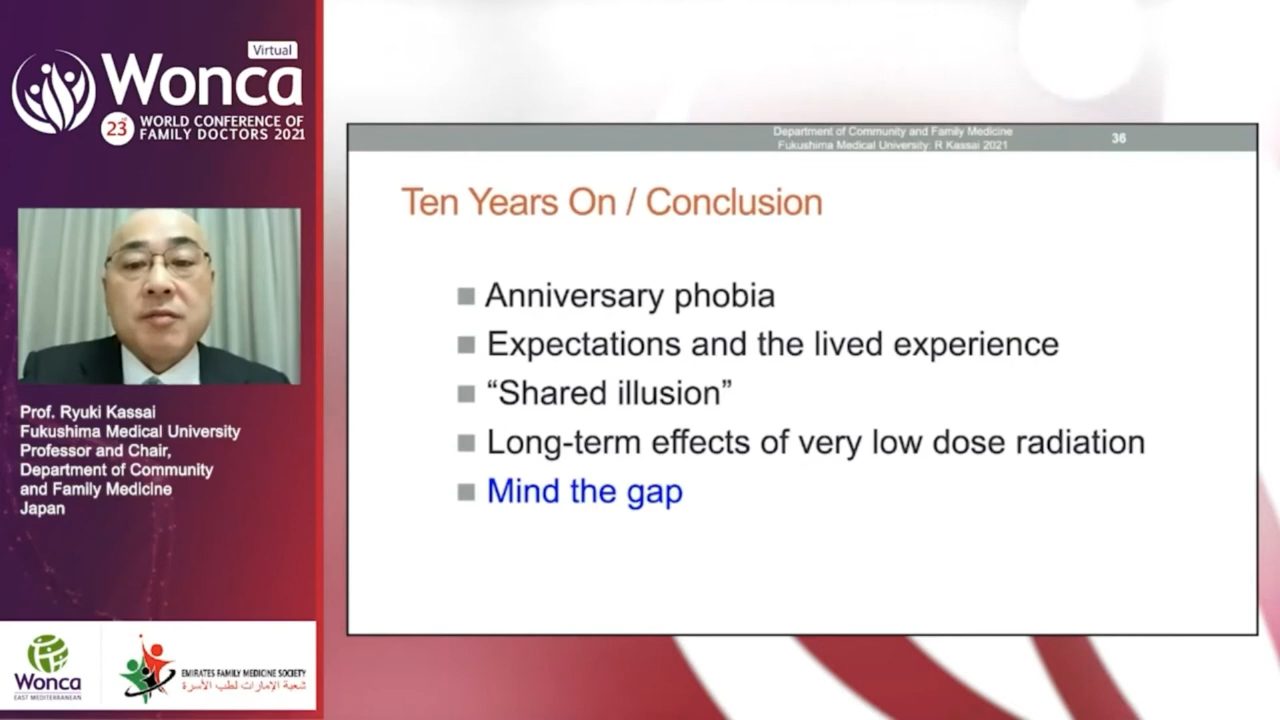 Virtual
Wonca
23rd WORLD CONFERENCE OF
FAMILY DOCTORS 2021
Prof. Ryuki Kassai
Fukushima Medical University
Professor and Chair,
Department of Community
and Family Medicine
Japan
Wonca
EAST MEDITERRANEAN
EMIRATES FAMILY MEDICINE SOCIETY
شعبة الإمارات لطب الأسرة
Department of Community and Family Medicine
Fukushima Medical University: R Kassai 2021
36
Ten Years On / Conclusion
Anniversary phobia
Expectations and the lived experience
“Shared illusion”
Long-term effects of very low dose radiation
Mind the gap